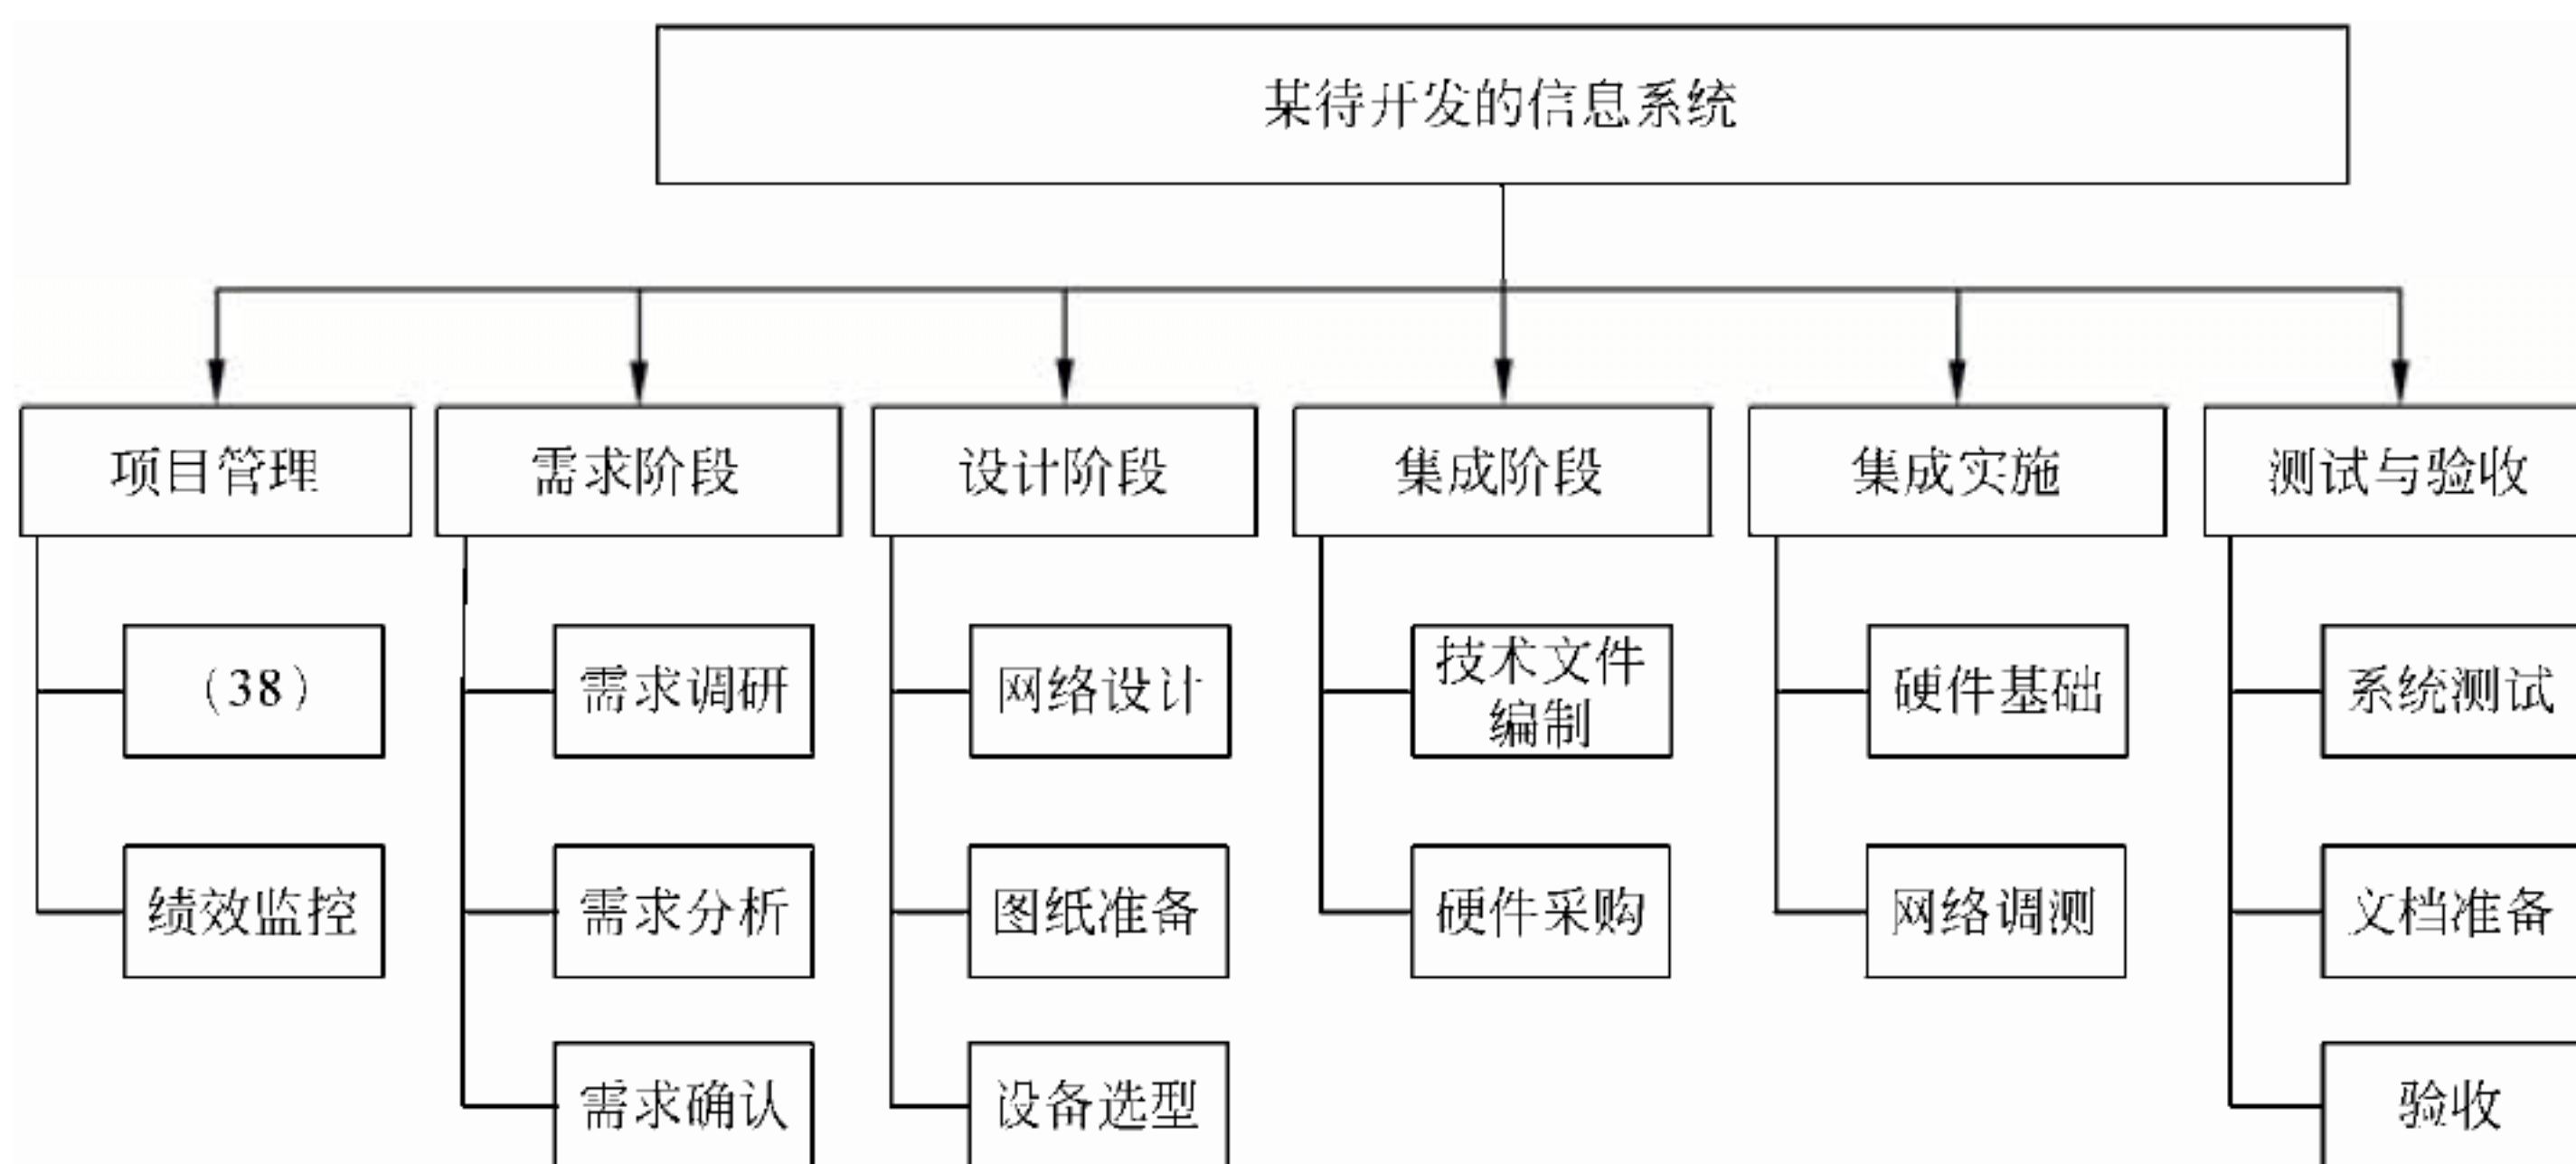 某待开发的信息系统
项目管理
需求阶段
设计阶段
集成阶段
集成实施
测试与验收
(38)
需求调研
网络设计
技术文件
编制
硬件基础
系统测试
绩效监控
需求分析
图纸准备
硬件采购
网络调测
文档准备
需求确认
设备选型
验收